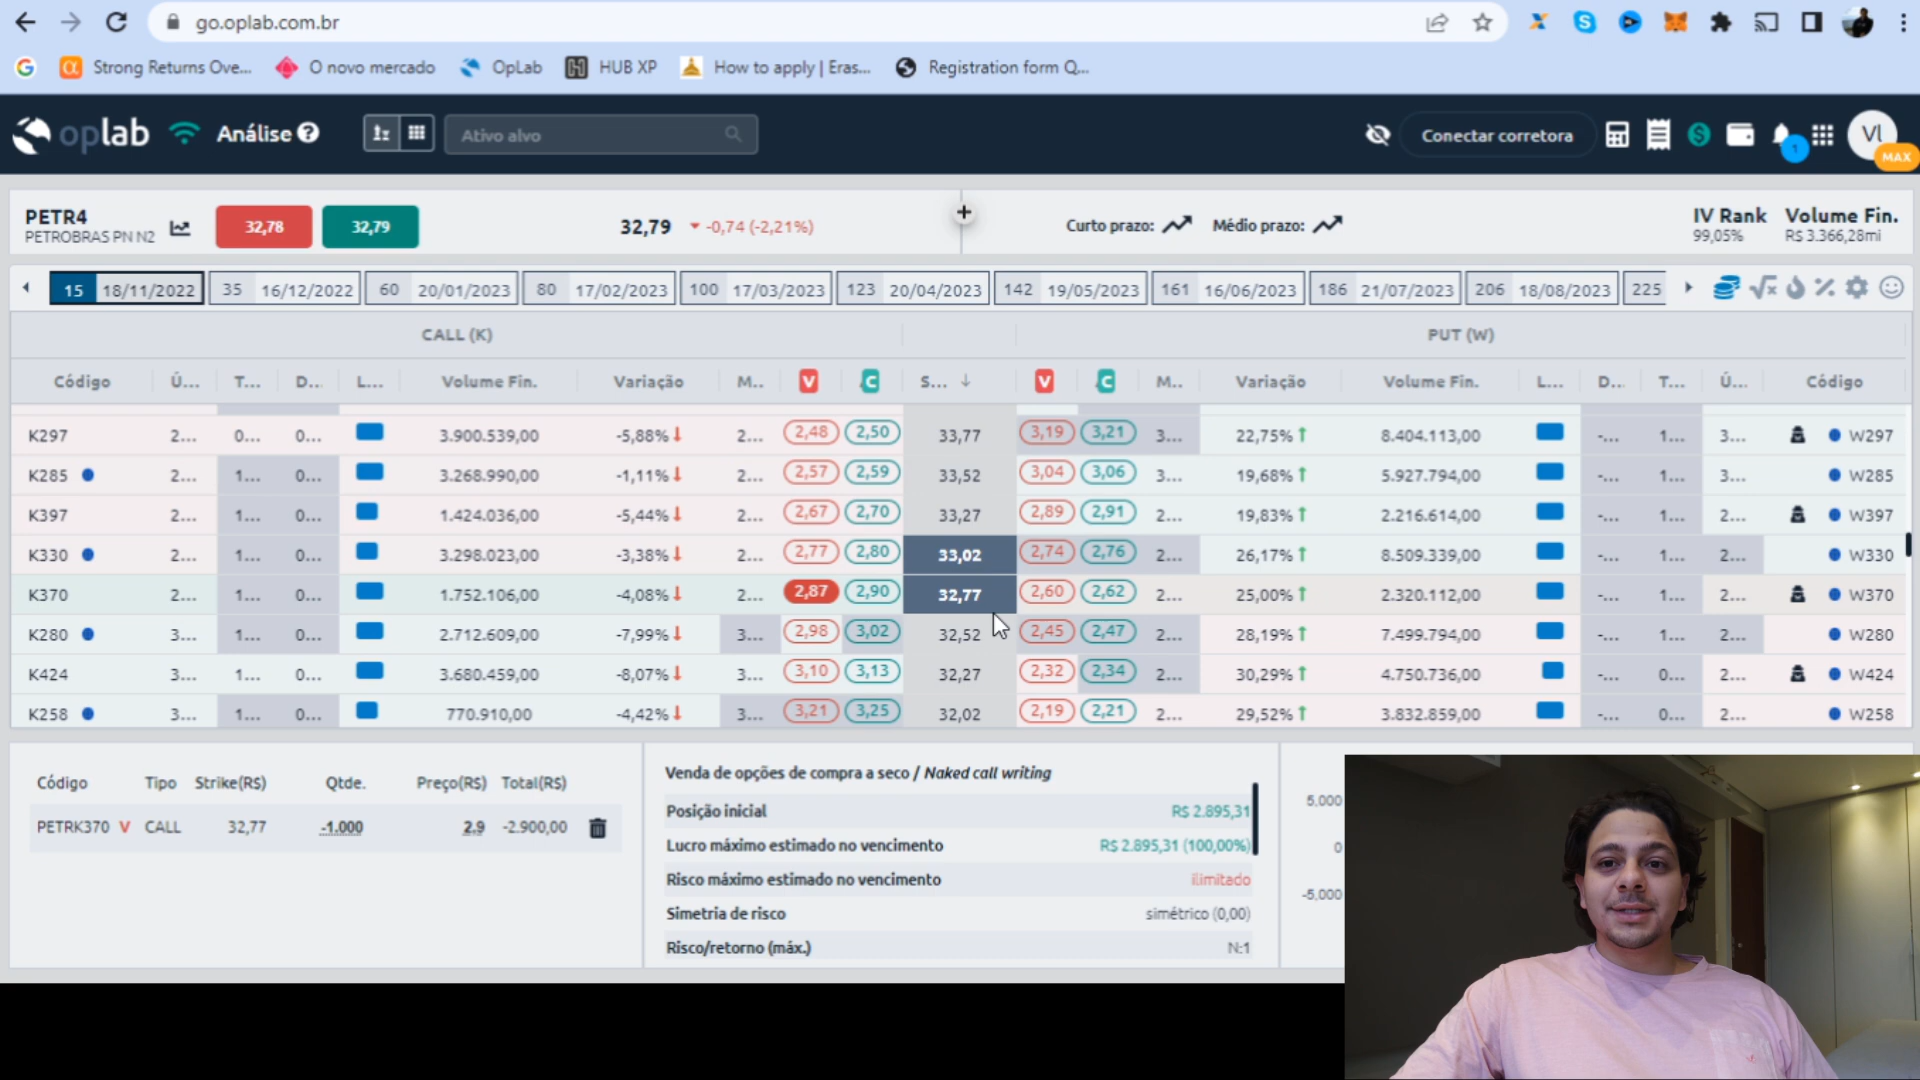 go.oplab.com.br
Strong Returns Ove... O novo mercado OpLab HUB XP How to apply | Eras... Registration form Q...
oplab Análise ? Ativo alvo Conectar corretora $ 1 Vl MAX
PETR4 32,78 32,79 32,79 -0,74 (-2,21%) + Curto prazo: Médio prazo: IV Rank Volume Fin.
PETROBRAS PN N2 99,05% R$ 3.366,28mi
15 18/11/2022 35 16/12/2022 60 20/01/2023 80 17/02/2023 100 17/03/2023 123 20/04/2023 142 19/05/2023 161 16/06/2023 186 21/07/2023 206 18/08/2023 225
CALL (K) PUT (W)
Código Ú... T... D... L... Volume Fin. Variação M.. V C S... ↓ V C M.. Variação Volume Fin. L... D.. T... Ú... Código
K297 2... 0... 0... 3.900.539,00 -5,88% 2... 2,48 2,50 33,77 3,19 3,21 3... 22,75% 8.404.113,00 -... 1... 3... W297
K285 2... 1... 0... 3.268.990,00 -1,11% 2... 2,57 2,59 33,52 3,04 3,06 3... 19,68% 5.927.794,00 -... 1... 3... W285
K397 2... 1... 0... 1.424.036,00 -5,44% 2... 2,67 2,70 33,27 2,89 2,91 2... 19,83% 2.216.614,00 -... 1... 2... W397
K330 2... 1... 0... 3.298.023,00 -3,38% 2... 2,77 2,80 33,02 2,74 2,76 2... 26,17% 8.509.339,00 -... 1... 2... W330
K370 2... 1... 0... 1.752.106,00 -4,08% 2... 2,87 2,90 32,77 2,60 2,62 2... 25,00% 2.320.112,00 -... 1... 2... W370
K280 3... 1... 0... 2.712.609,00 -7,99% 3... 2,98 3,02 32,52 2,45 2,47 2... 28,19% 7.499.794,00 -... 1... 2... W280
K424 3... 1... 0... 3.680.459,00 -8,07% 3... 3,10 3,13 32,27 2,32 2,34 2... 30,29% 4.750.736,00 -... 0... 2... W424
K258 3... 1... 0... 770.910,00 -4,42% 3... 3,21 3,25 32,02 2,19 2,21 2... 29,52% 3.832.859,00 -... 0... 2... W258
Código Tipo Strike(R$) Qtde. Preço(R$) Total(R$)
PETRK370 V CALL 32,77 -1.000 2.9 -2.900,00
Venda de opções de compra a seco / Naked call writing
Posição inicial R$ 2.895,31
Lucro máximo estimado no vencimento R$ 2.895,31 (100,00%)
Risco máximo estimado no vencimento ilimitado
Simetria de risco simétrico (0,00)
Risco/retorno (máx.) N:1
5,000
0
-5,000